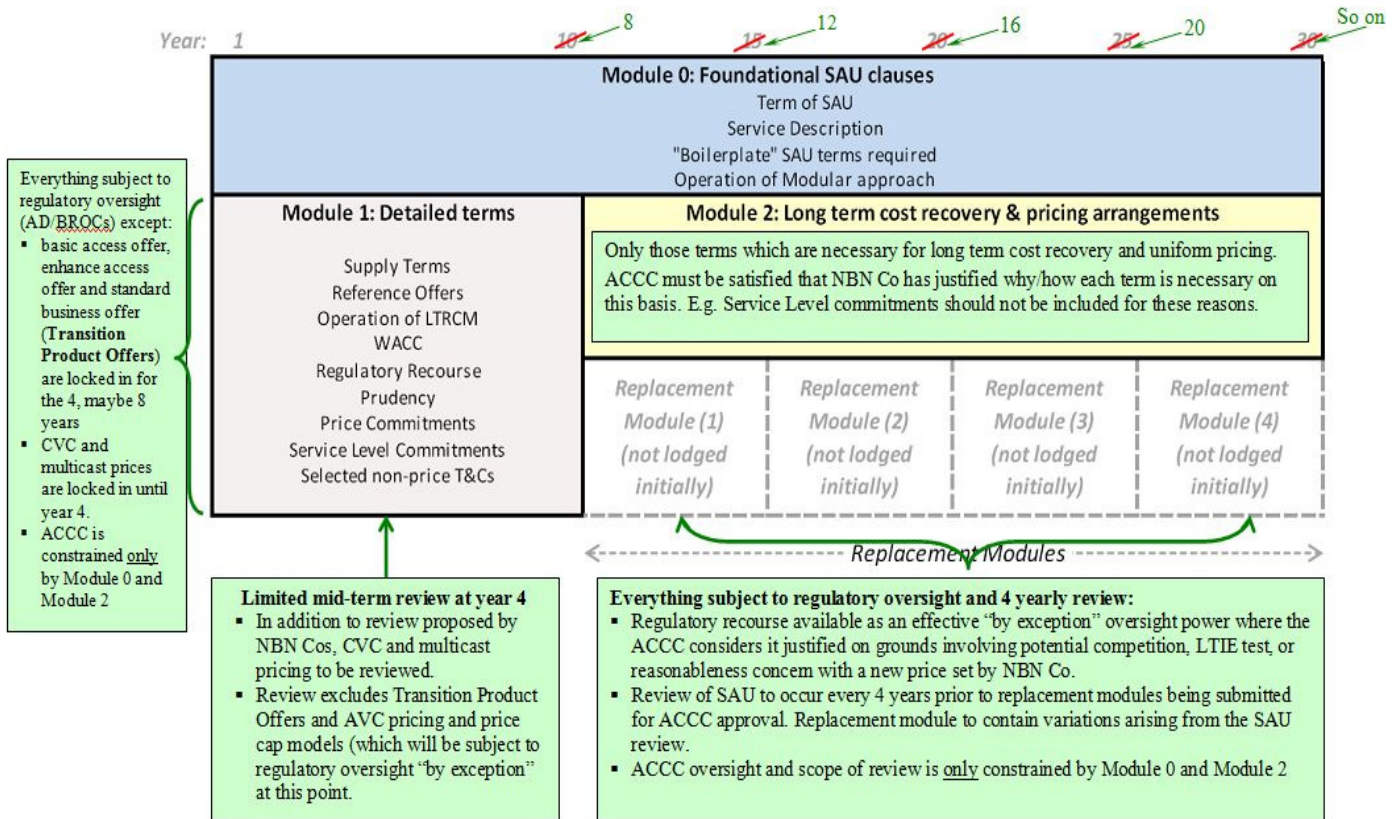 Year: 1 10 8 15 12 20 16 25 20 30 So on
Module 0: Foundational SAU clauses
Term of SAU
Service Description
"Boilerplate" SAU terms required
Operation of Modular approach
Everything subject to
regulatory oversight
(AD/BROCs) except:
▪ basic access offer,
enhance access
offer and standard
business offer
(Transition
Product Offers)
are locked in for
the 4, maybe 8
years
▪ CVC and
multicast prices
are locked in until
year 4.
▪ ACCC is
constrained only
by Module 0 and
Module 2
Module 1: Detailed terms
Supply Terms
Reference Offers
Operation of LTRCM
WACC
Regulatory Recourse
Prudency
Price Commitments
Service Level Commitments
Selected non-price T&Cs
Module 2: Long term cost recovery & pricing arrangements
Only those terms which are necessary for long term cost recovery and uniform pricing.
ACCC must be satisfied that NBN Co has justified why/how each term is necessary on
this basis. E.g. Service Level commitments should not be included for these reasons.
Replacement
Module (1)
(not lodged
initially)
Replacement
Module (2)
(not lodged
initially)
Replacement
Module (3)
(not lodged
initially)
Replacement
Module (4)
(not lodged
initially)
Replacement Modules
Limited mid-term review at year 4
▪ In addition to review proposed by
NBN Cos, CVC and multicast
pricing to be reviewed.
▪ Review excludes Transition Product
Offers and AVC pricing and price
cap models (which will be subject to
regulatory oversight “by exception”
at this point.
Everything subject to regulatory oversight and 4 yearly review:
▪ Regulatory recourse available as an effective “by exception” oversight power where the
ACCC considers it justified on grounds involving potential competition, LTIE test, or
reasonableness concern with a new price set by NBN Co.
▪ Review of SAU to occur every 4 years prior to replacement modules being submitted
for ACCC approval. Replacement module to contain variations arising from the SAU
review.
▪ ACCC oversight and scope of review is only constrained by Module 0 and Module 2